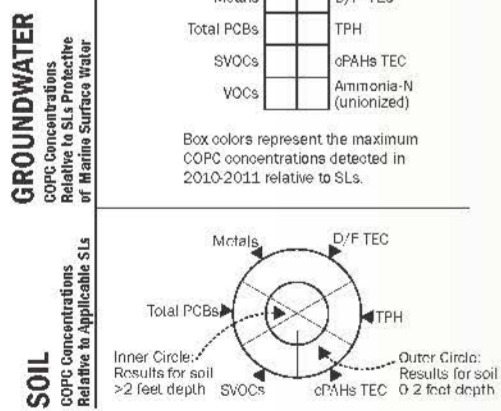 GROUNDWATER
COPC Concentrations
Relative to SLs Protective
of Marine Surface Water
Metals
D/F TEC
Total PCBs
TPH
SVOCs
cPAHs TEC
VOCs
Ammonia-N
(unionized)
Box colors represent the maximum
COPC concentrations detected in
2010-2011 relative to SLs.
SOIL
COPC Concentrations
Relative to Applicable SLs
Metals
D/F TEC
Total PCBs
TPH
Inner Circle:
Results for soil
>2 feet depth
SVOCs
cPAHs TEC
Outer Circle:
Results for soil
0-2 feet depth